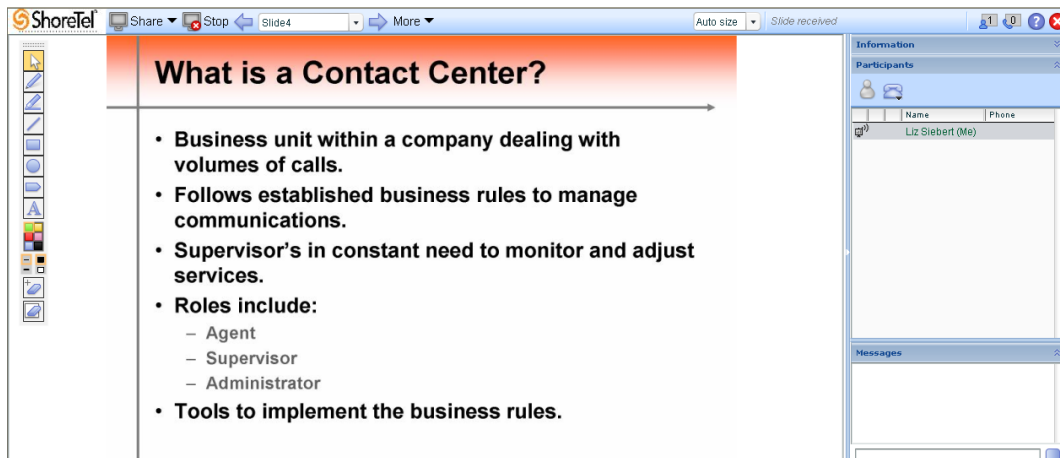 ShoreTel Share Stop Slide4 More Auto size Slide received 1 0
What is a Contact Center?
• Business unit within a company dealing with
volumes of calls.
• Follows established business rules to manage
communications.
• Supervisor's in constant need to monitor and adjust
services.
• Roles include:
– Agent
– Supervisor
– Administrator
• Tools to implement the business rules.
A
Information
Participants
Name Phone
Liz Siebert (Me)
Messages